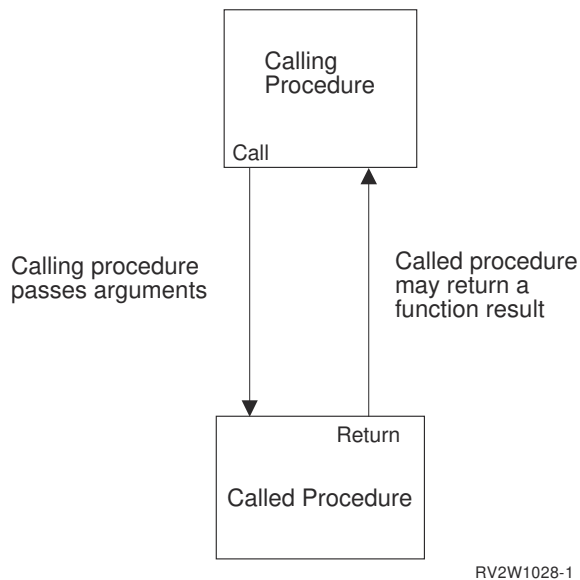 Calling
Procedure
Call
Calling procedure
passes arguments
Called procedure
may return a
function result
Return
Called Procedure
RV2W1028-1